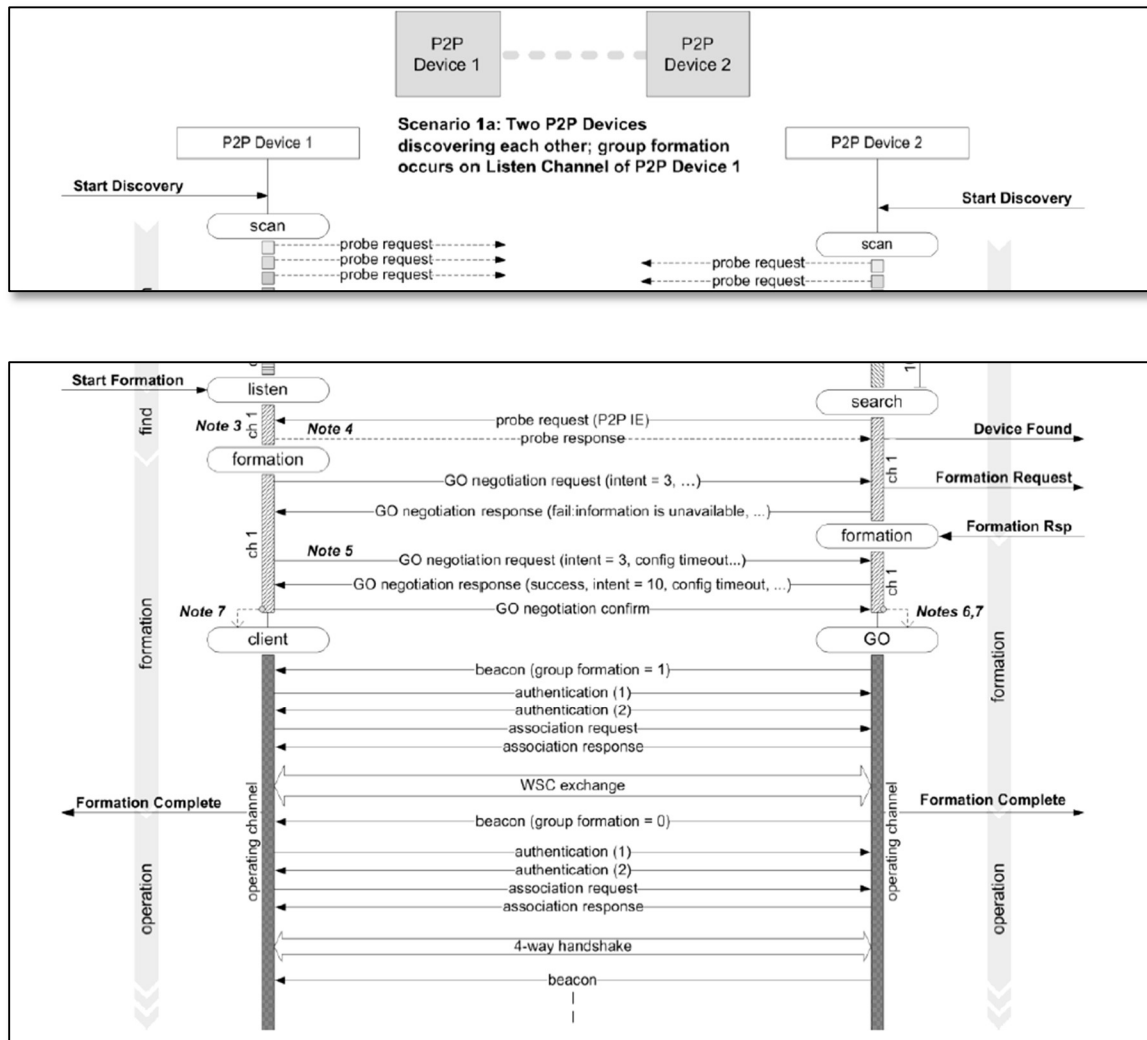 P2P
Device 1
P2P
Device 2
Scenario 1a: Two P2P Devices
discovering each other; group formation
occurs on Listen Channel of P2P Device 1
P2P Device 1
P2P Device 2
Start Discovery
Start Discovery
scan
scan
probe request
probe request
probe request
probe request
probe request
Start Formation
listen
search
find
Note 3
ch 1
Note 4
probe request (P2P IE)
probe response
Device Found
formation
ch 1
GO negotiation request (intent = 3, …)
Formation Request
GO negotiation response (fail:information is unavailable, ...)
formation
Formation Rsp
ch 1
Note 5
GO negotiation request (intent = 3, config timeout...)
ch 1
GO negotiation response (success, intent = 10, config timeout, ...)
Note 7
GO negotiation confirm
Notes 6,7
client
GO
formation
formation
beacon (group formation = 1)
authentication (1)
authentication (2)
association request
association response
WSC exchange
Formation Complete
Formation Complete
operating channel
operating channel
beacon (group formation = 0)
authentication (1)
authentication (2)
association request
association response
operation
operation
4-way handshake
beacon